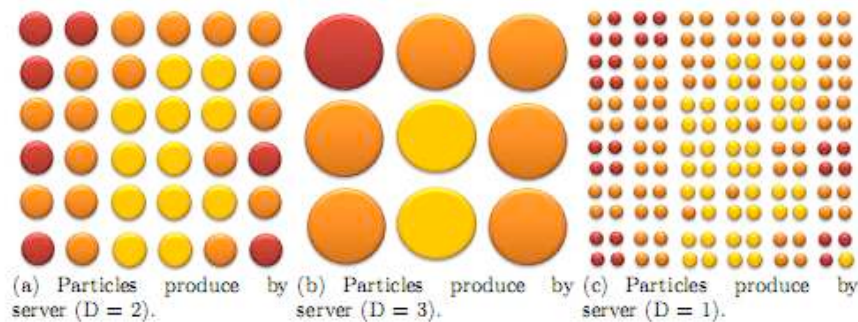 (a) Particles produce by
server (D = 2).
(b) Particles produce by
server (D = 3).
(c) Particles produce by
server (D = 1).